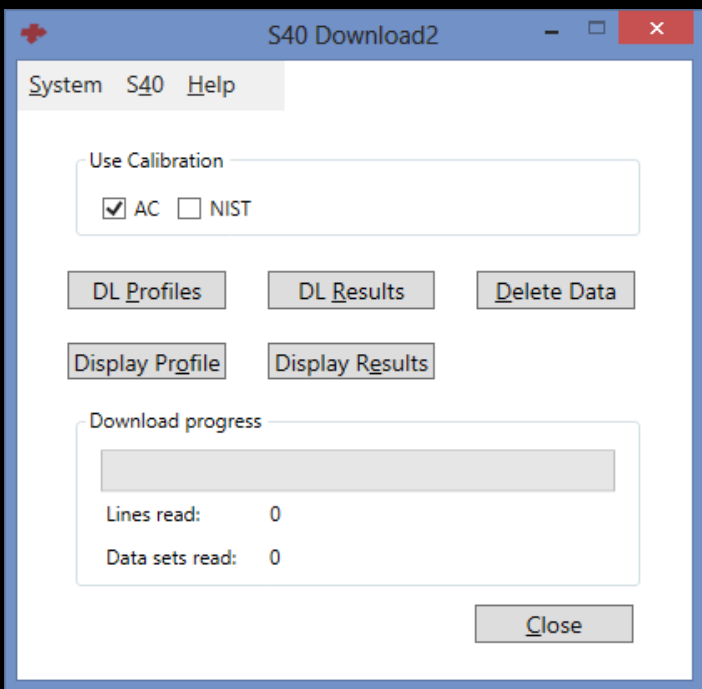 S40 Download2
System S40 Help
Use Calibration
AC NIST
DL Profiles DL Results Delete Data
Display Profile Display Results
Download progress
Lines read: 0
Data sets read: 0
Close